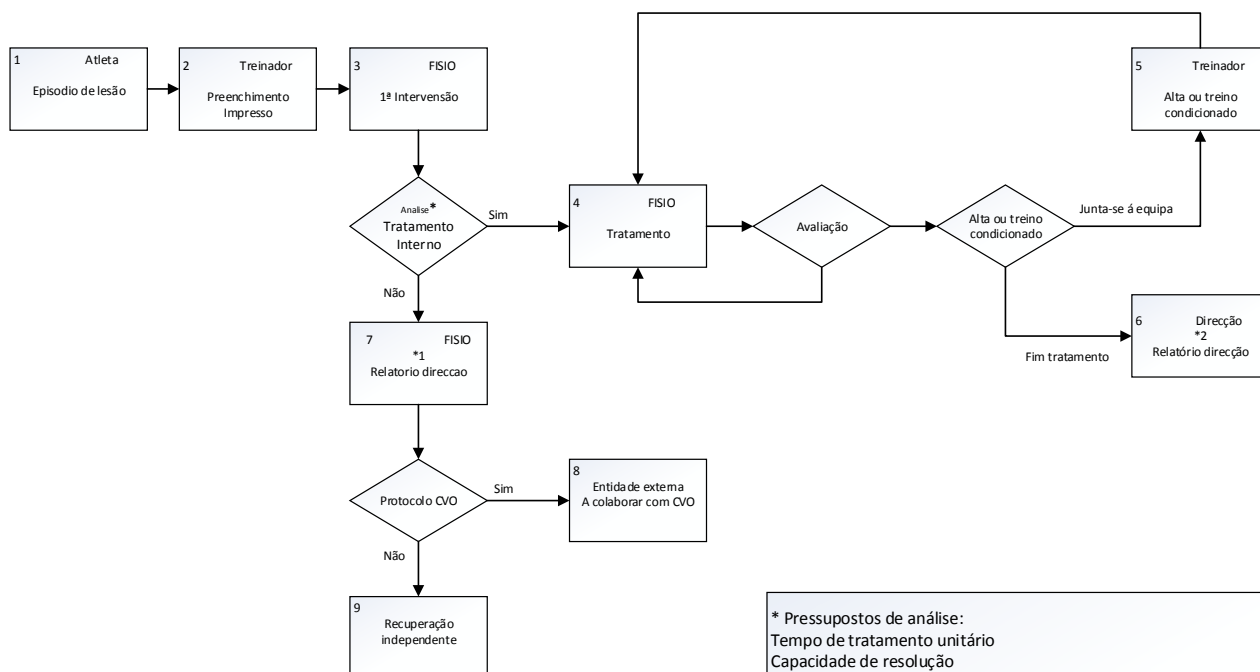 1 Atleta
Episodio de lesão
2 Treinador
Preenchimento
Impresso
3 FISIO
1ª Intervensão
5 Treinador
Alta ou treino
condicionado
Analise*
Tratamento
Interno
Sim
Não
4 FISIO
Tratamento
Avaliação
Alta ou treino
condicionado
Junta-se á equipa
Fim tratamento
6 Direcção
*2
Relatório direcção
7 FISIO
*1
Relatorio direccao
Protocolo CVO
Sim
Não
8
Entidade externa
A colaborar com CVO
9
Recuperação
independente
* Pressupostos de análise:
Tempo de tratamento unitário
Capacidade de resolução